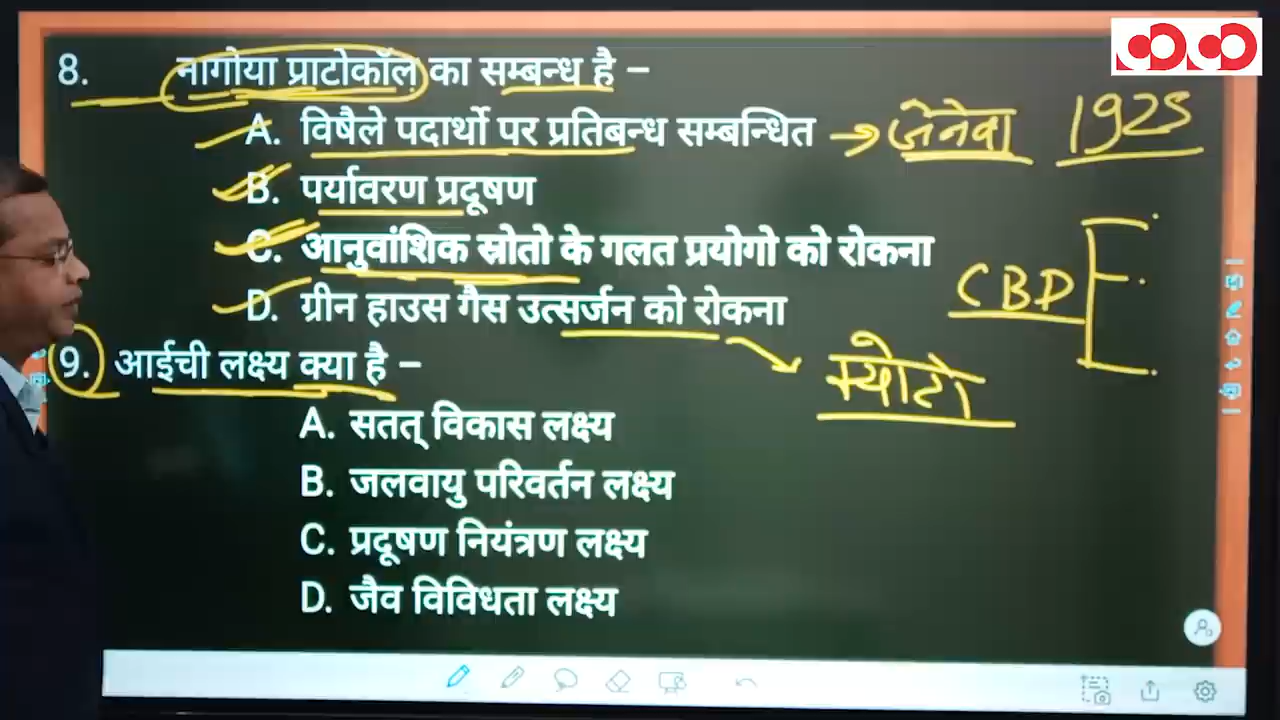 8. नागोया प्राटोकॉल का सम्बन्ध है –
A. विषैले पदार्थो पर प्रतिबन्ध सम्बन्धित → जेनेवा 1925
B. पर्यावरण प्रदूषण
C. आनुवांशिक स्रोतो के गलत प्रयोगो को रोकना
CBD
D. ग्रीन हाउस गैस उत्सर्जन को रोकना
क्योटो
9. आईची लक्ष्य क्या है –
A. सतत् विकास लक्ष्य
B. जलवायु परिवर्तन लक्ष्य
C. प्रदूषण नियंत्रण लक्ष्य
D. जैव विविधता लक्ष्य